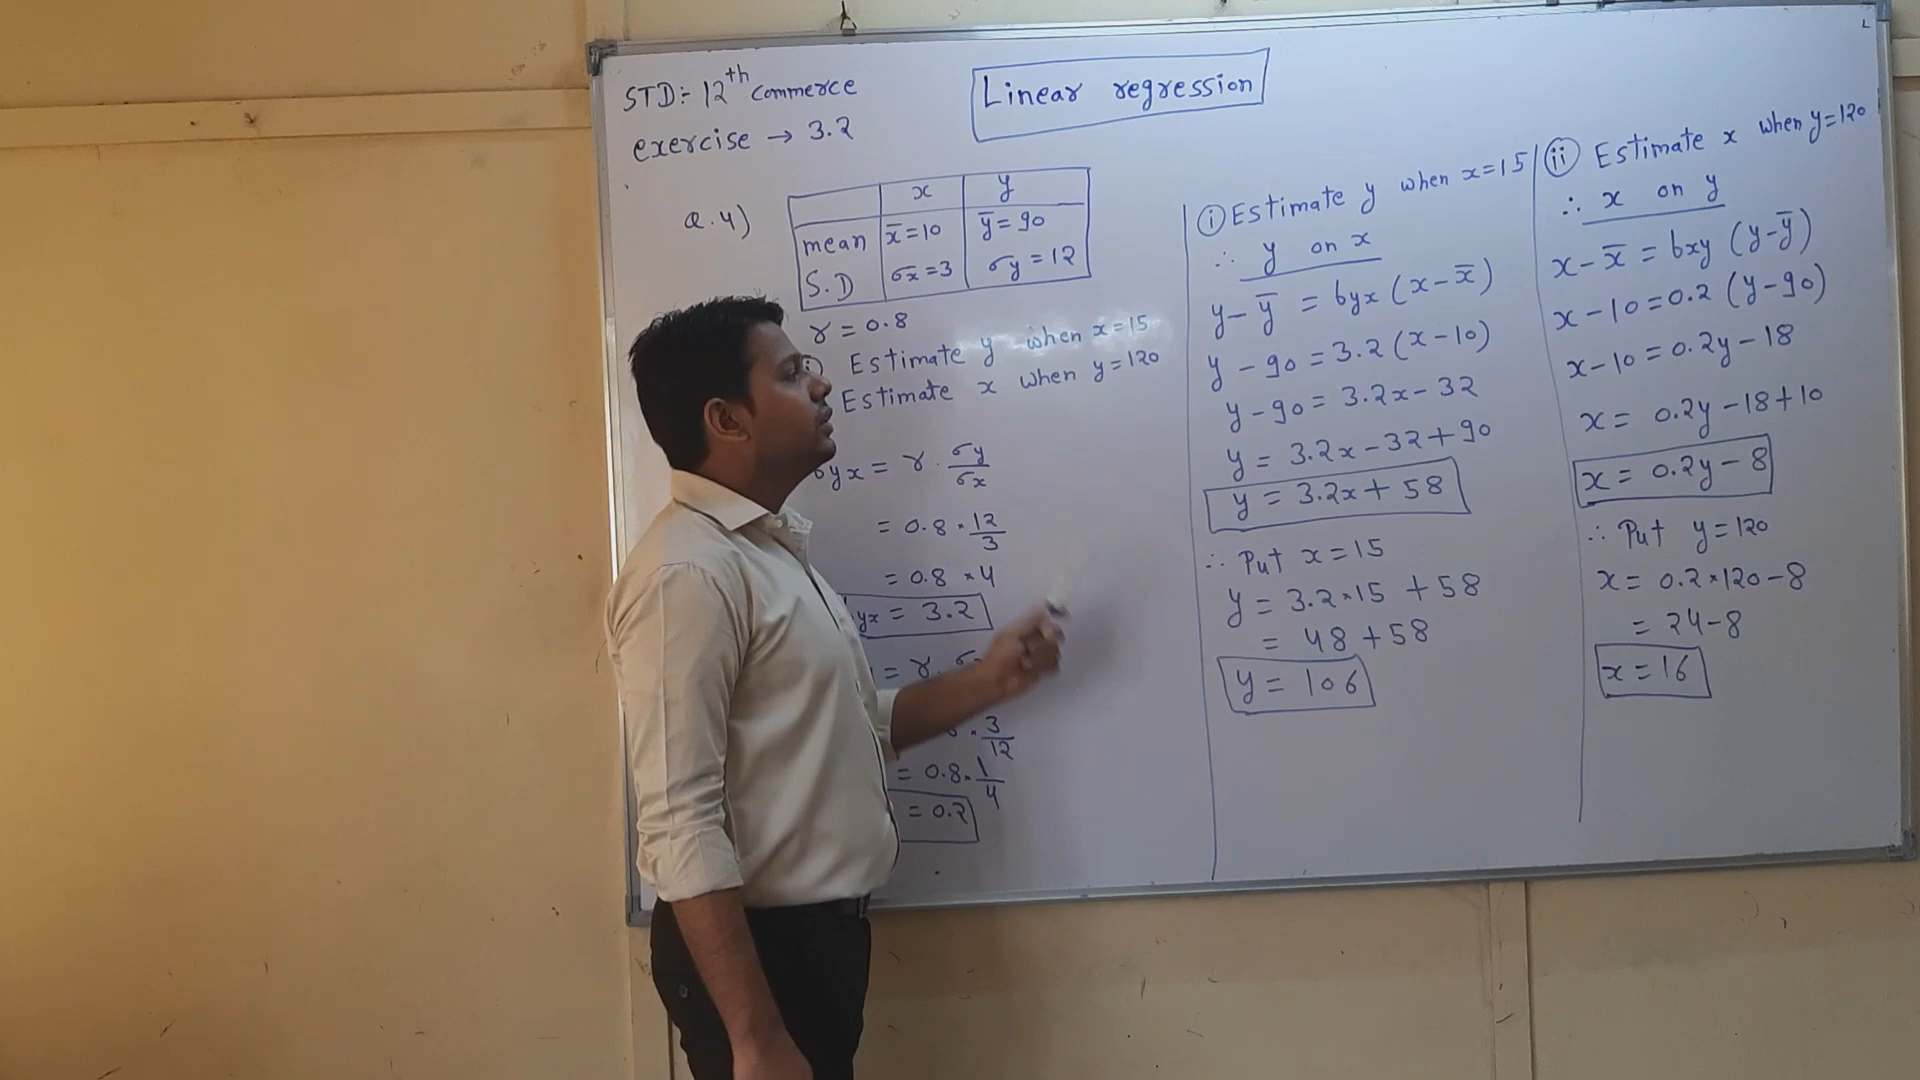 STD:- 12th Commerce
exercise → 3.2
Linear regression
Q.4)
x y
mean x̄=10 ȳ=90
S.D σx=3 σy=12
r = 0.8
i) Estimate y when x=15
Estimate x when y=120
byx = r · σy/σx
= 0.8 × 12/3
= 0.8 × 4
yx = 3.2
= r · σ
· 3/12
= 0.8 × 1/4
= 0.2
(i) Estimate y when x=15
∴ y on x
y-ȳ = byx (x-x̄)
y-90 = 3.2 (x-10)
y-90 = 3.2x-32
y = 3.2x-32+90
y = 3.2x+58
∴ Put x=15
y = 3.2×15 +58
= 48+58
y = 106
(ii) Estimate x when y=120
∴ x on y
x-x̄ = bxy (y-ȳ)
x-10=0.2 (y-90)
x-10=0.2y-18
x = 0.2y-18+10
x = 0.2y-8
∴ Put y=120
x = 0.2×120-8
= 24-8
x = 16